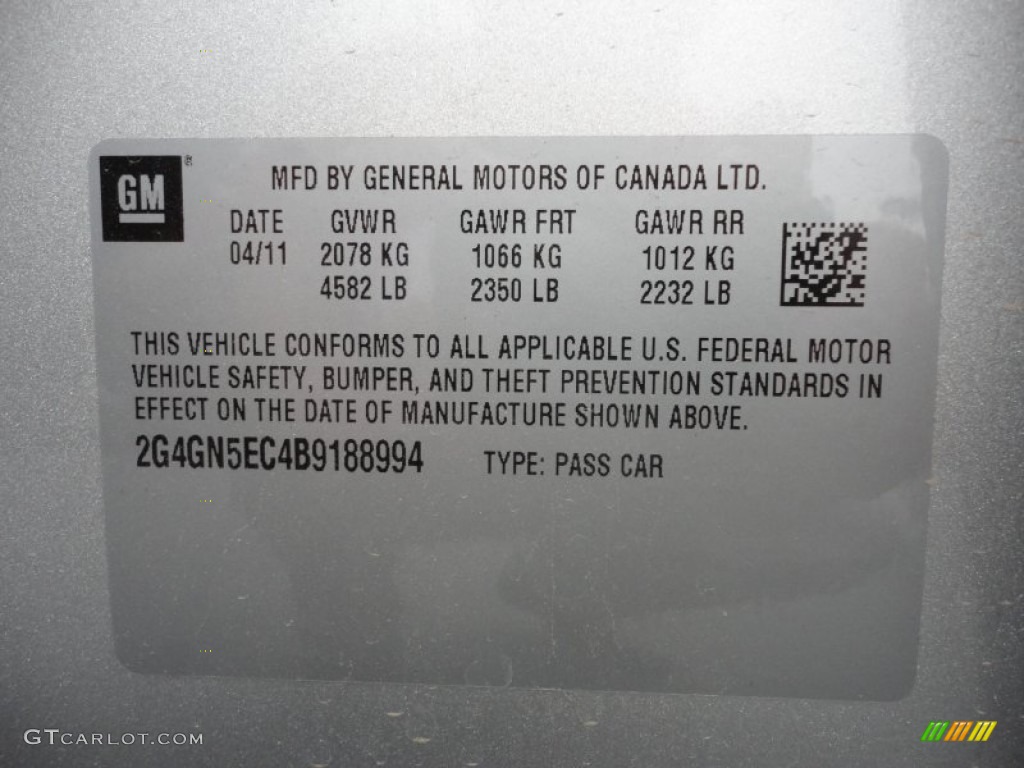 GM
MFD BY GENERAL MOTORS OF CANADA LTD.
DATE GVWR GAWR FRT GAWR RR
04/11 2078 KG 1066 KG 1012 KG
4582 LB 2350 LB 2232 LB
THIS VEHICLE CONFORMS TO ALL APPLICABLE U.S. FEDERAL MOTOR
VEHICLE SAFETY, BUMPER, AND THEFT PREVENTION STANDARDS IN
EFFECT ON THE DATE OF MANUFACTURE SHOWN ABOVE.
2G4GN5EC4B9188994 TYPE: PASS CAR
GTCARLOT.COM